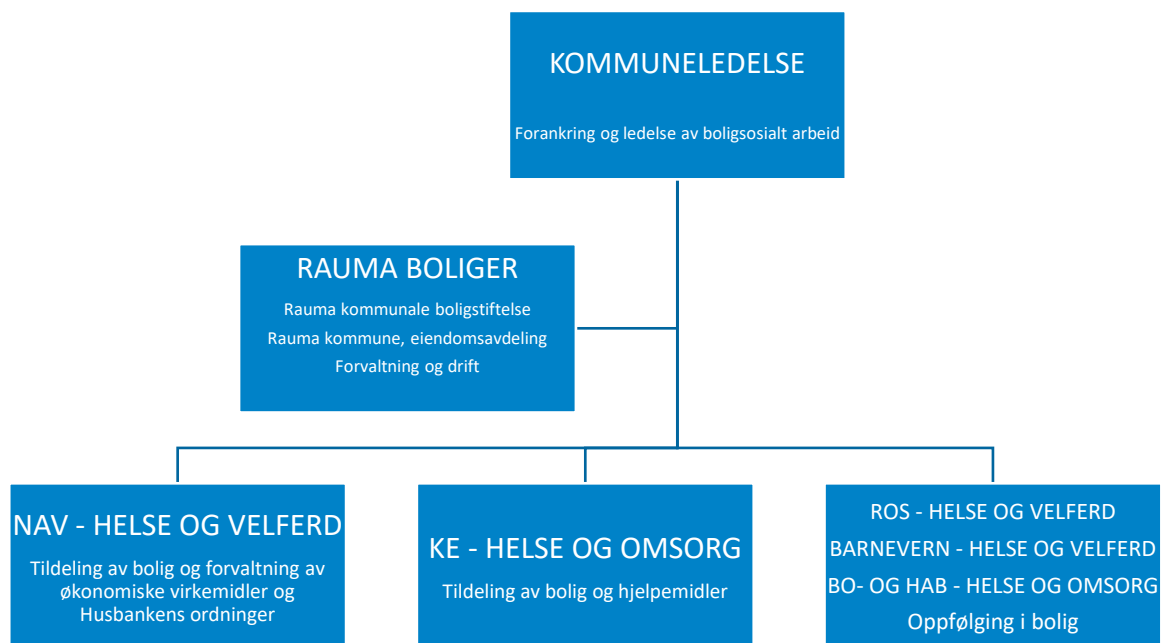 KOMMUNELEDELSE
Forankring og ledelse av boligsosialt arbeid
RAUMA BOLIGER
Rauma kommunale boligstiftelse
Rauma kommune, eiendomsavdeling
Forvaltning og drift
NAV - HELSE OG VELFERD
Tildeling av bolig og forvaltning av
økonomiske virkemidler og
Husbankens ordninger
KE - HELSE OG OMSORG
Tildeling av bolig og hjelpemidler
ROS - HELSE OG VELFERD
BARNEVERN - HELSE OG VELFERD
BO- OG HAB - HELSE OG OMSORG
Oppfølging i bolig